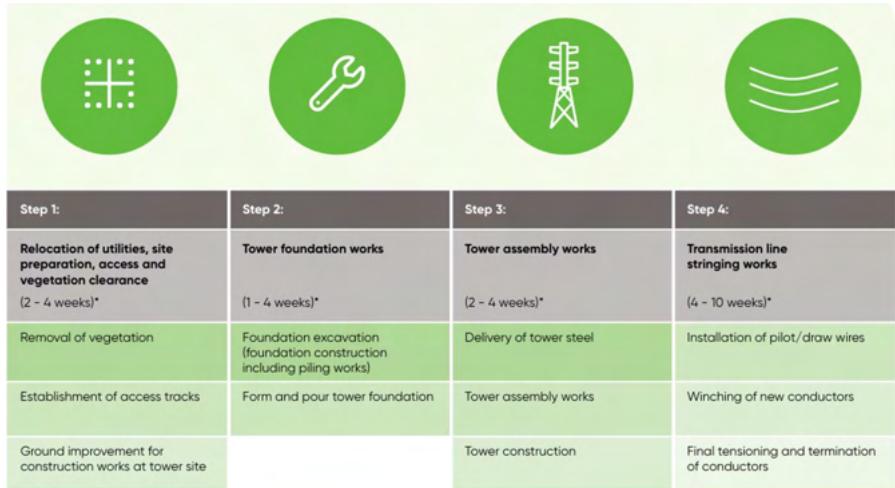 Step 1:
Step 2:
Step 3:
Step 4:
Relocation of utilities, site
preparation, access and
vegetation clearance
(2 - 4 weeks)*
Tower foundation works
(1 - 4 weeks)*
Tower assembly works
(2 - 4 weeks)*
Transmission line
stringing works
(4 - 10 weeks)*
Removal of vegetation
Foundation excavation
(foundation construction
including piling works)
Delivery of tower steel
Installation of pilot/draw wires
Establishment of access tracks
Form and pour tower foundation
Tower assembly works
Winching of new conductors
Ground improvement for
construction works at tower site
Tower construction
Final tensioning and termination
of conductors